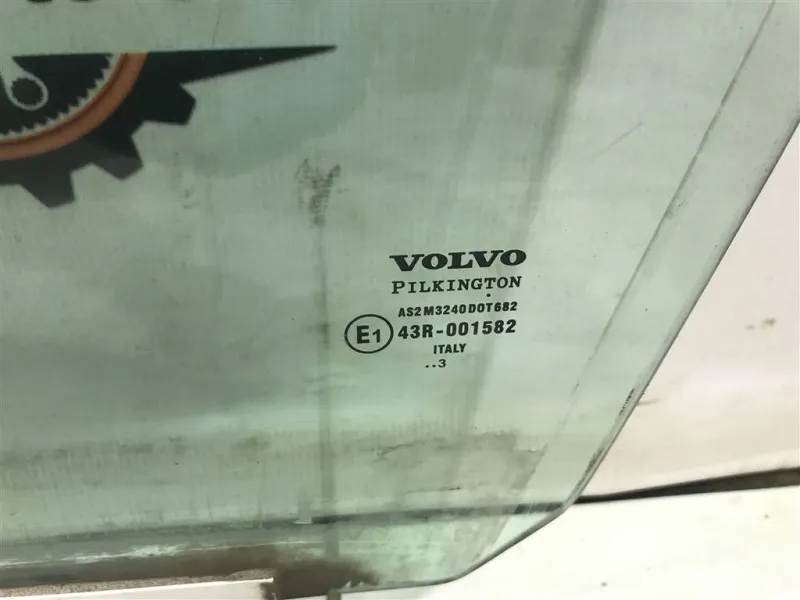 VOLVO
PILKINGTON
AS2 M3240 DOT682
E1 43R-001582
ITALY
..3